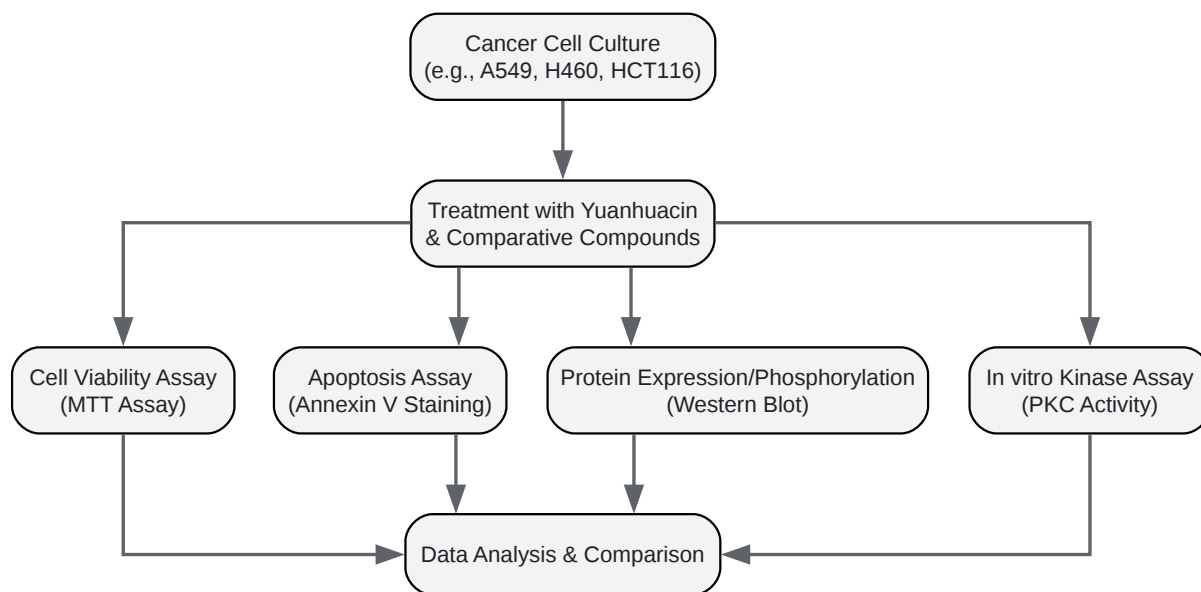 Cancer Cell Culture
(e.g., A549, H460, HCT116)
Treatment with Yuanhuacin
& Comparative Compounds
Cell Viability Assay
(MTT Assay)
Apoptosis Assay
(Annexin V Staining)
Protein Expression/Phosphorylation
(Western Blot)
In vitro Kinase Assay
(PKC Activity)
Data Analysis & Comparison